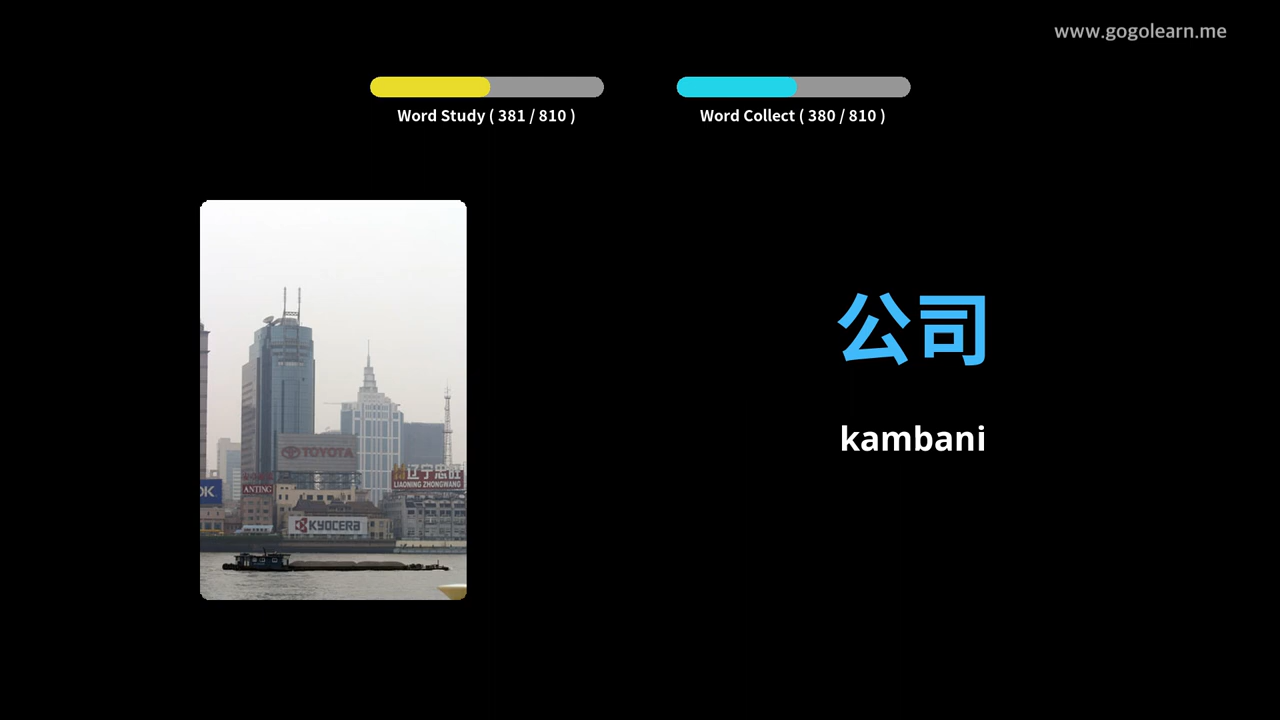 www.gogolearn.me
Word Study ( 381 / 810 )
Word Collect ( 380 / 810 )
公司
kambani
TOYOTA
辽宁忠旺
LIAONING ZHONGWANG
OK
ANTING
KYOCERA